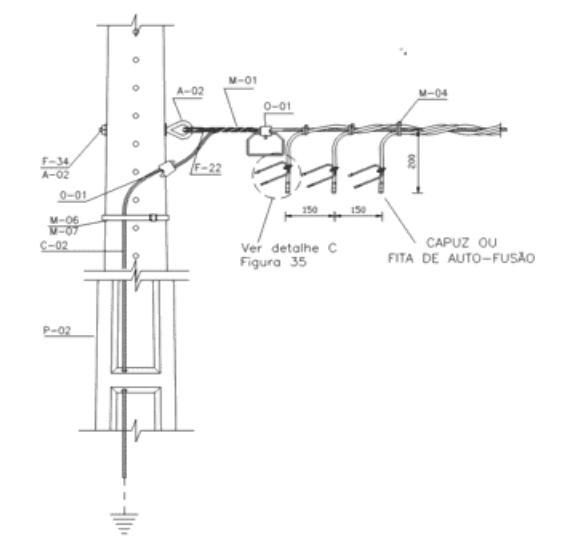 M-01
A-02
O-01
M-04
F-34
A-02
F-22
200
O-01
M-06
M-07
150
150
C-02
Ver detalhe C
Figura 35
CAPUZ OU
FITA DE AUTO-FUSÃO
P-02